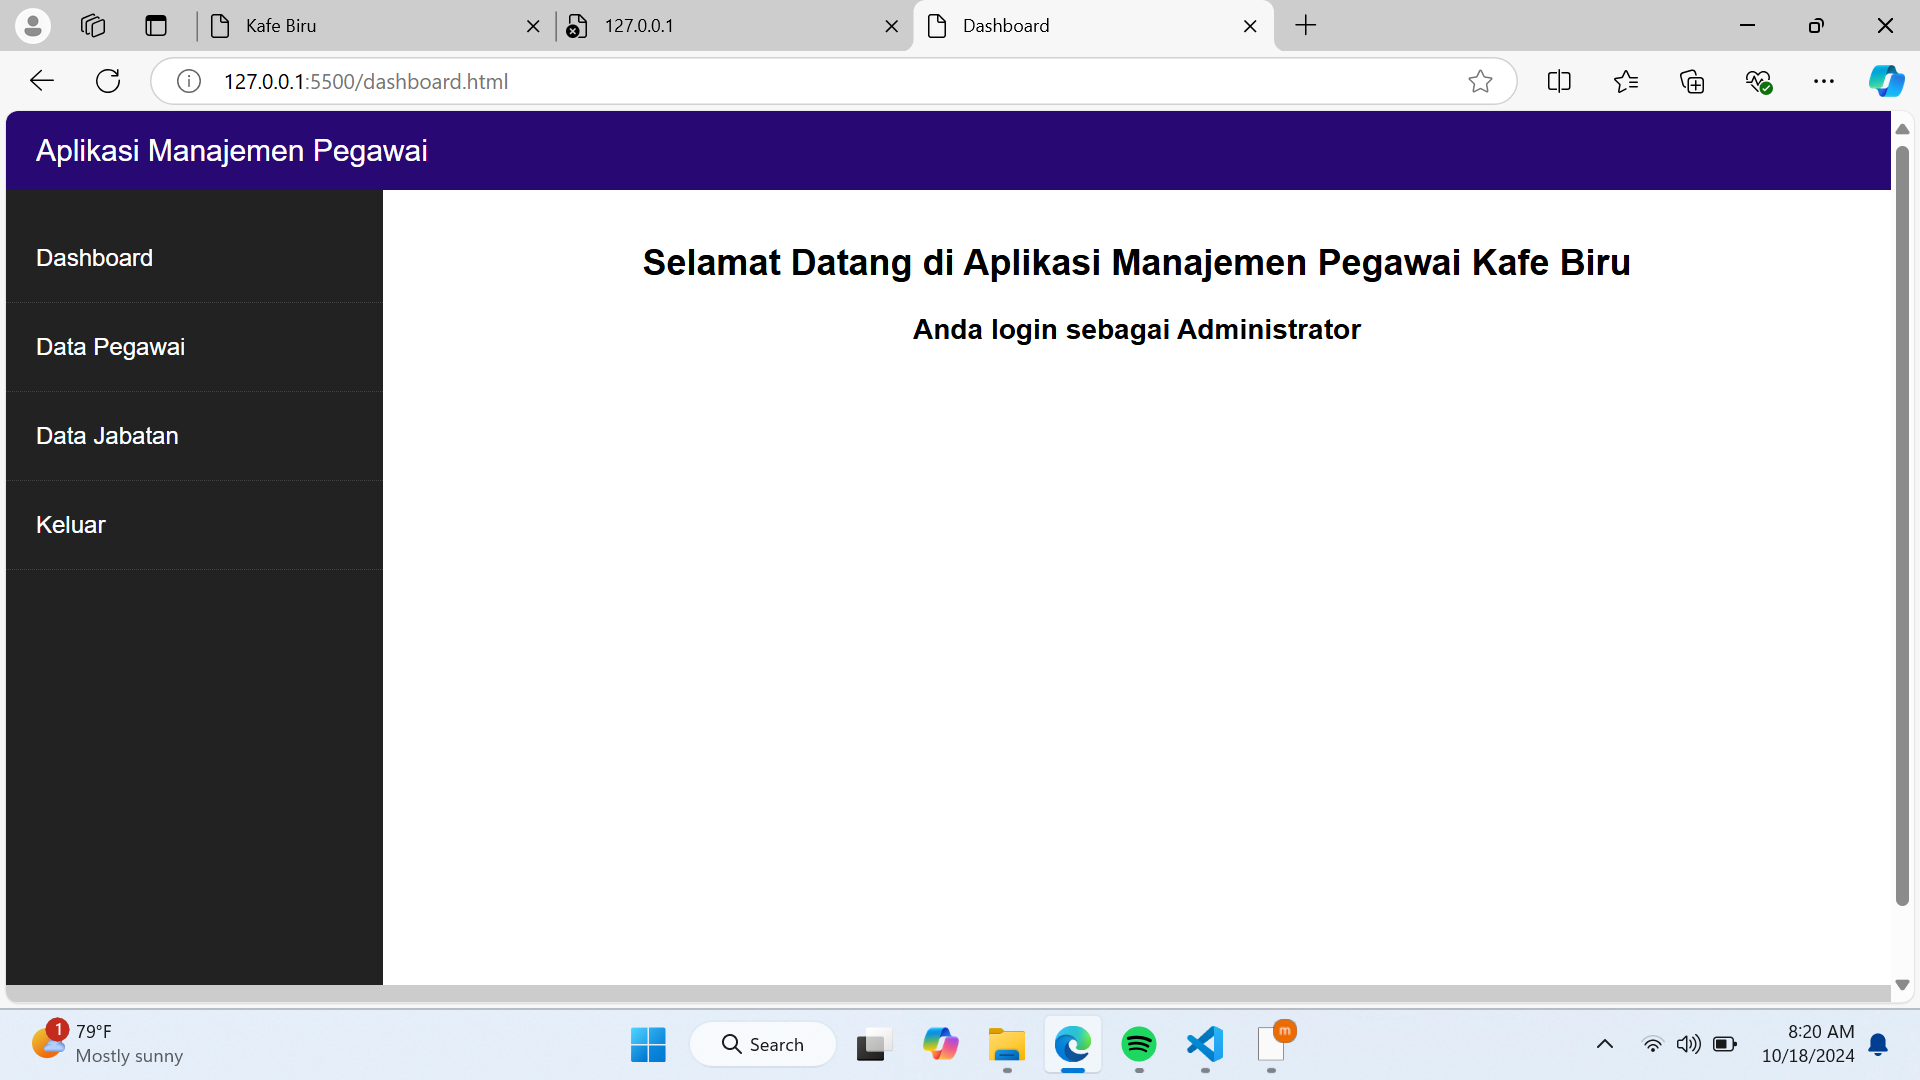 Kafe Biru
127.0.0.1
Dashboard
127.0.0.1:5500/dashboard.html
Aplikasi Manajemen Pegawai
Dashboard
Data Pegawai
Data Jabatan
Keluar
Selamat Datang di Aplikasi Manajemen Pegawai Kafe Biru
Anda login sebagai Administrator
1
79°F
Mostly sunny
Search
m
8:20 AM
10/18/2024